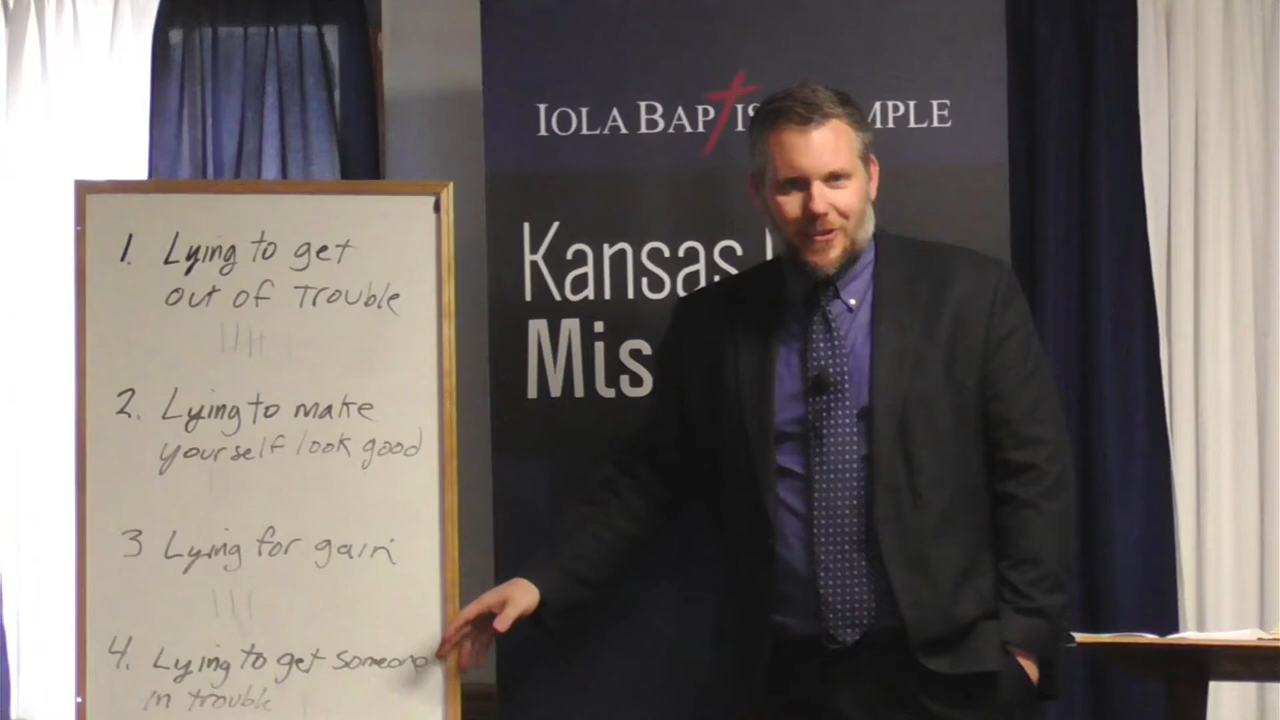 1. Lying to get
out of Trouble
2. Lying to make
yourself look good
3 Lying for gain
4. Lying to get someone
in trouble
IOLA BAPTIS MPLE
Kansas
Mis